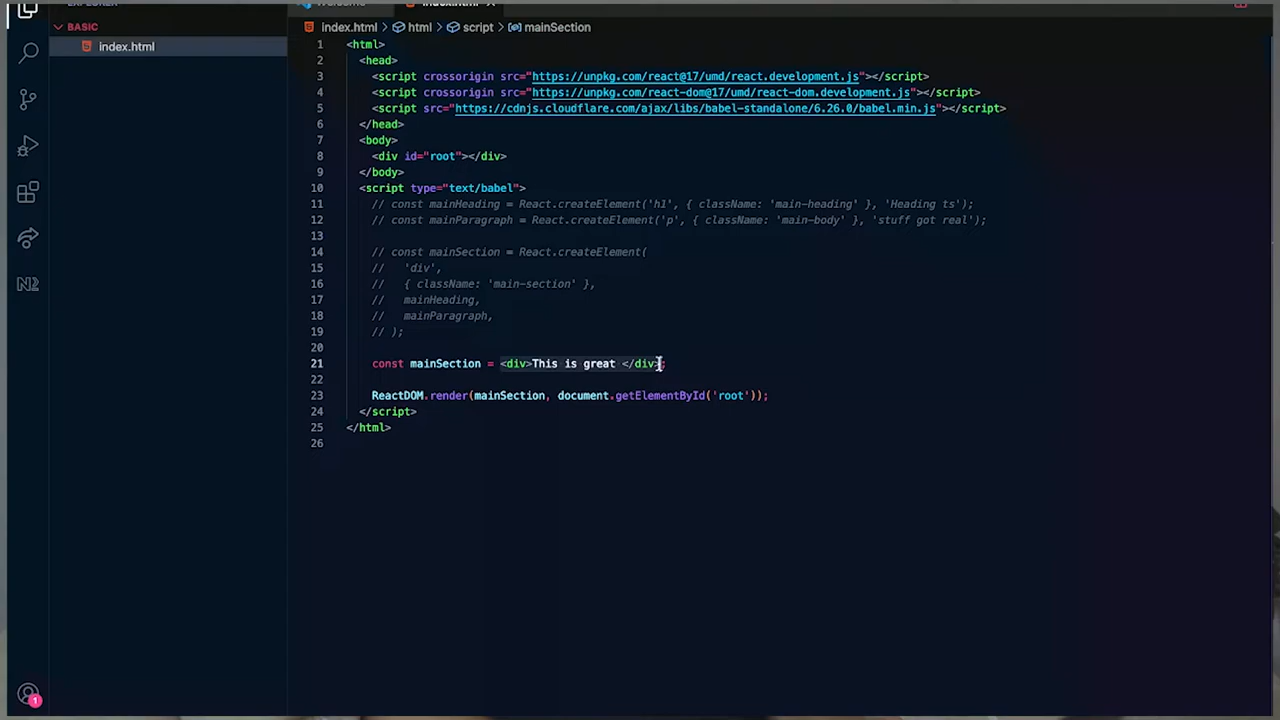 BASIC
index.html
index.html > html > script > mainSection
1 <html>
2 <head>
3 <script crossorigin src="https://unpkg.com/react@17/umd/react.development.js"></script>
4 <script crossorigin src="https://unpkg.com/react-dom@17/umd/react-dom.development.js"></script>
5 <script src="https://cdnjs.cloudflare.com/ajax/libs/babel-standalone/6.26.0/babel.min.js"></script>
6 </head>
7 <body>
8 <div id="root"></div>
9 </body>
10 <script type="text/babel">
11 // const mainHeading = React.createElement('h1', { className: 'main-heading' }, 'Heading ts');
12 // const mainParagraph = React.createElement('p', { className: 'main-body' }, 'stuff got real');
13
14 // const mainSection = React.createElement(
15 //   'div',
16 //   { className: 'main-section' },
17 //   mainHeading,
18 //   mainParagraph,
19 // );
20
21 const mainSection = <div>This is great </div>;
22
23 ReactDOM.render(mainSection, document.getElementById('root'));
24 </script>
25 </html>
26
1